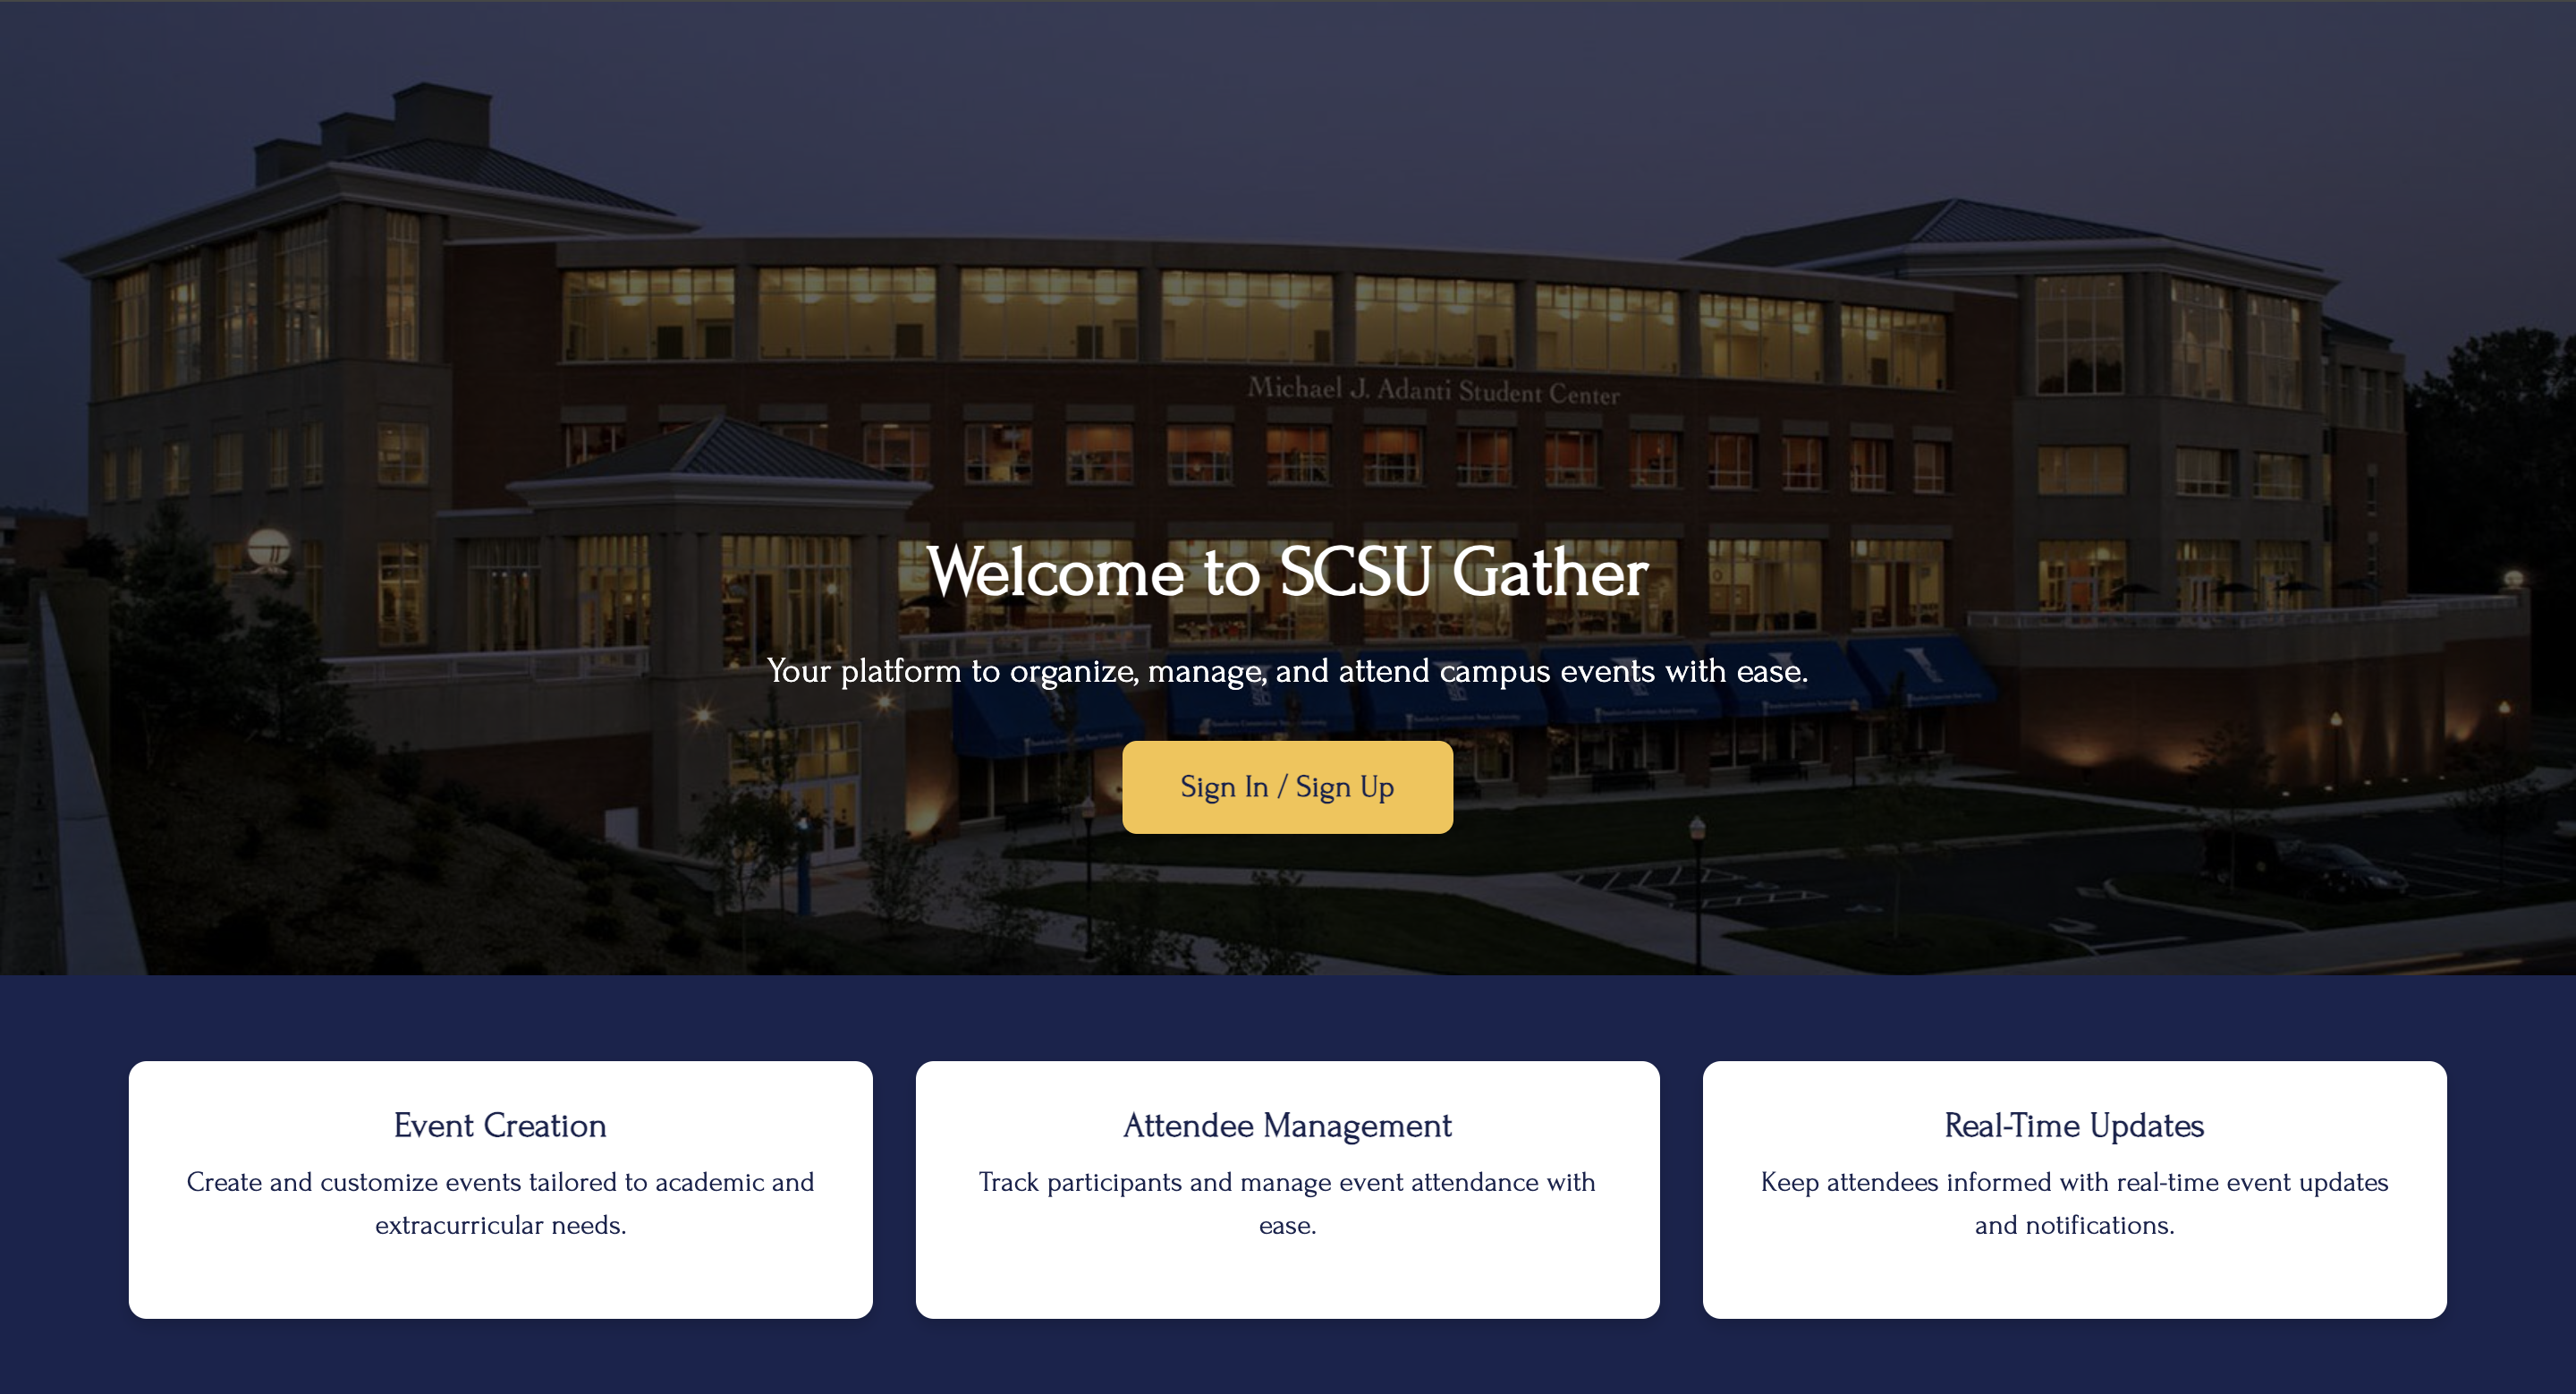 Michael J. Adanti Student Center
Welcome to SCSU Gather
Your platform to organize, manage, and attend campus events with ease.
Sign In / Sign Up
Event Creation
Create and customize events tailored to academic and
extracurricular needs.
Attendee Management
Track participants and manage event attendance with
ease.
Real-Time Updates
Keep attendees informed with real-time event updates
and notifications.